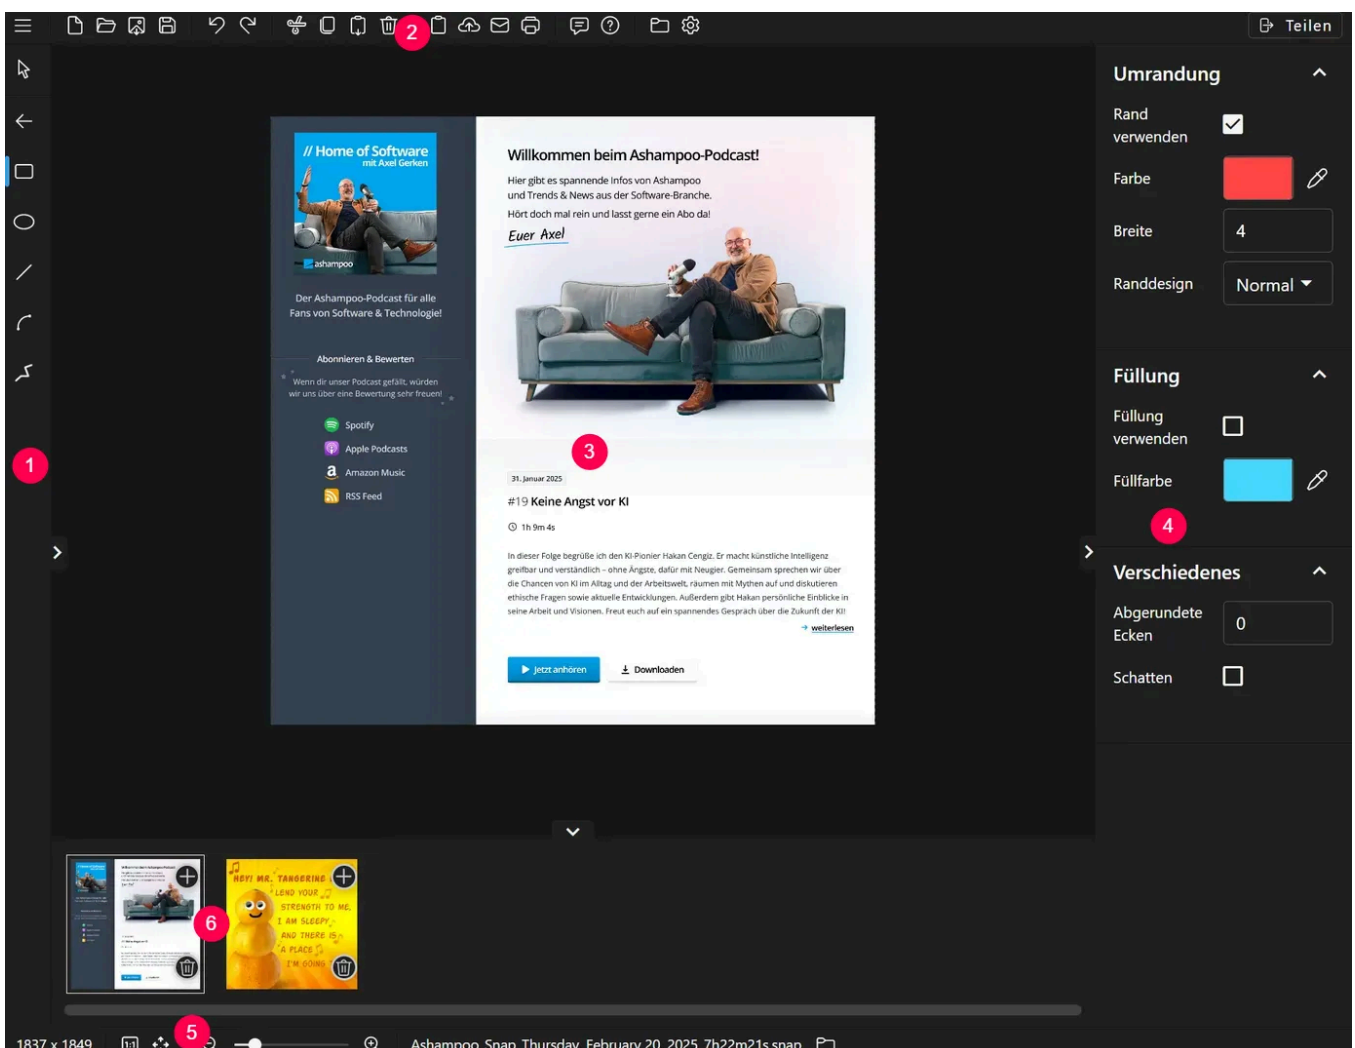 2
Teilen
Umrandung
Rand
verwenden
Farbe
Breite
4
Randdesign
Normal
Füllung
Füllung
verwenden
Füllfarbe
4
Verschiedenes
Abgerundete
Ecken
0
Schatten
1
// Home of Software
mit Axel Gerken
ashampoo
Der Ashampoo-Podcast für alle
Fans von Software & Technologie!
Abonnieren & Bewerten
Wenn dir unser Podcast gefällt, würden
wir uns über eine Bewertung sehr freuen!
Spotify
Apple Podcasts
Amazon Music
RSS Feed
Willkommen beim Ashampoo-Podcast!
Hier gibt es spannende Infos von Ashampoo
und Trends & News aus der Software-Branche.
Hört doch mal rein und lasst gerne ein Abo da!
Euer Axel
3
31. Januar 2025
#19 Keine Angst vor KI
1h 9m 4s
In dieser Folge begrüße ich den KI-Pionier Hakan Cengiz. Er macht künstliche Intelligenz
greifbar und verständlich – ohne Ängste, dafür mit Neugier. Gemeinsam sprechen wir über
die Chancen von KI im Alltag und der Arbeitswelt, räumen mit Mythen auf und diskutieren
ethische Fragen sowie aktuelle Entwicklungen. Außerdem gibt Hakan persönliche Einblicke in
seine Arbeit und Visionen. Freut euch auf ein spannendes Gespräch über die Zukunft der KI!
weiterlesen
Jetzt anhören
Downloaden
6
HEY! MR. TANGERINE
LEND YOUR
STRENGTH TO ME,
I AM SLEEPY
AND THERE IS
A PLACE
I'M GOING
5
1837 x 1849
1:1
Ashampoo_Snap_Thursday, February 20, 2025_7h22m21s.snap